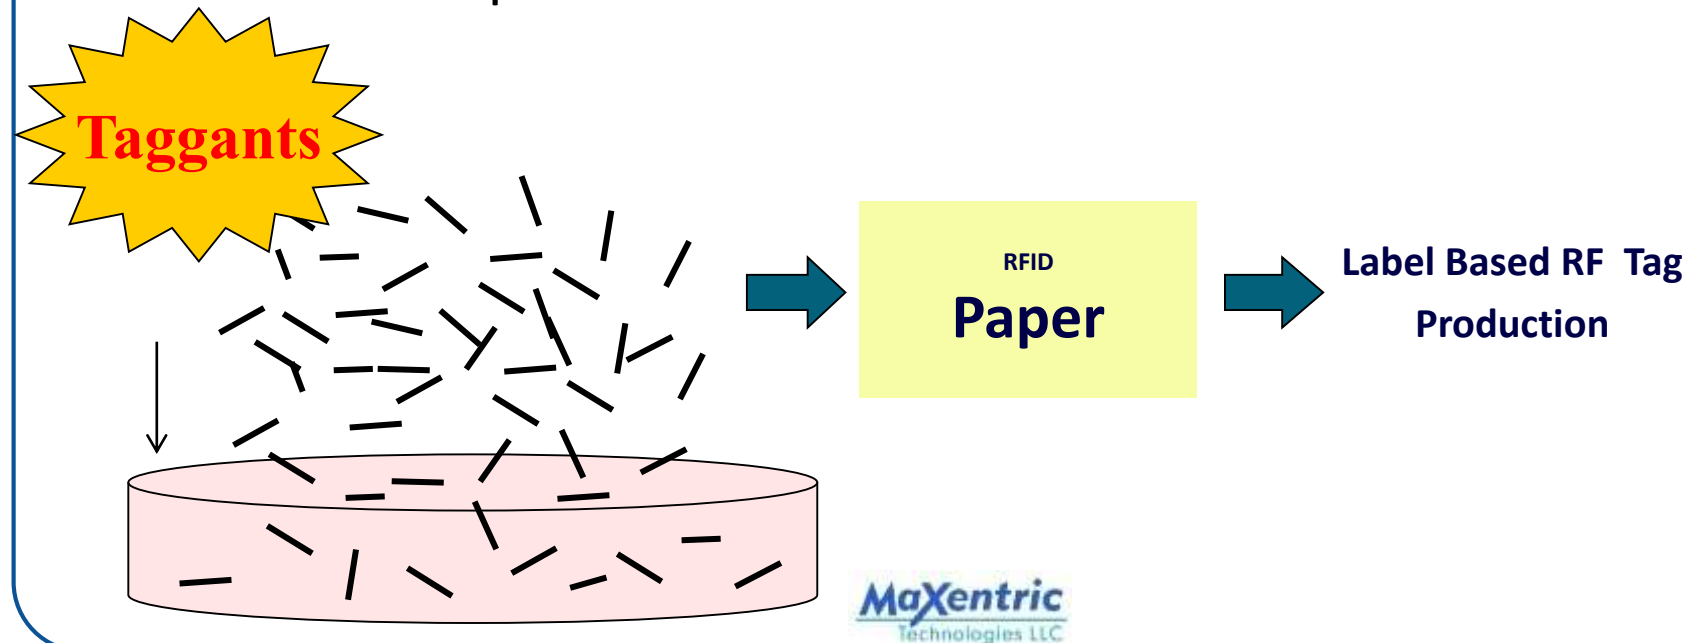 Taggants
RFID
Paper
Label Based RF Tag
Production
MaXentric
Technologies LLC